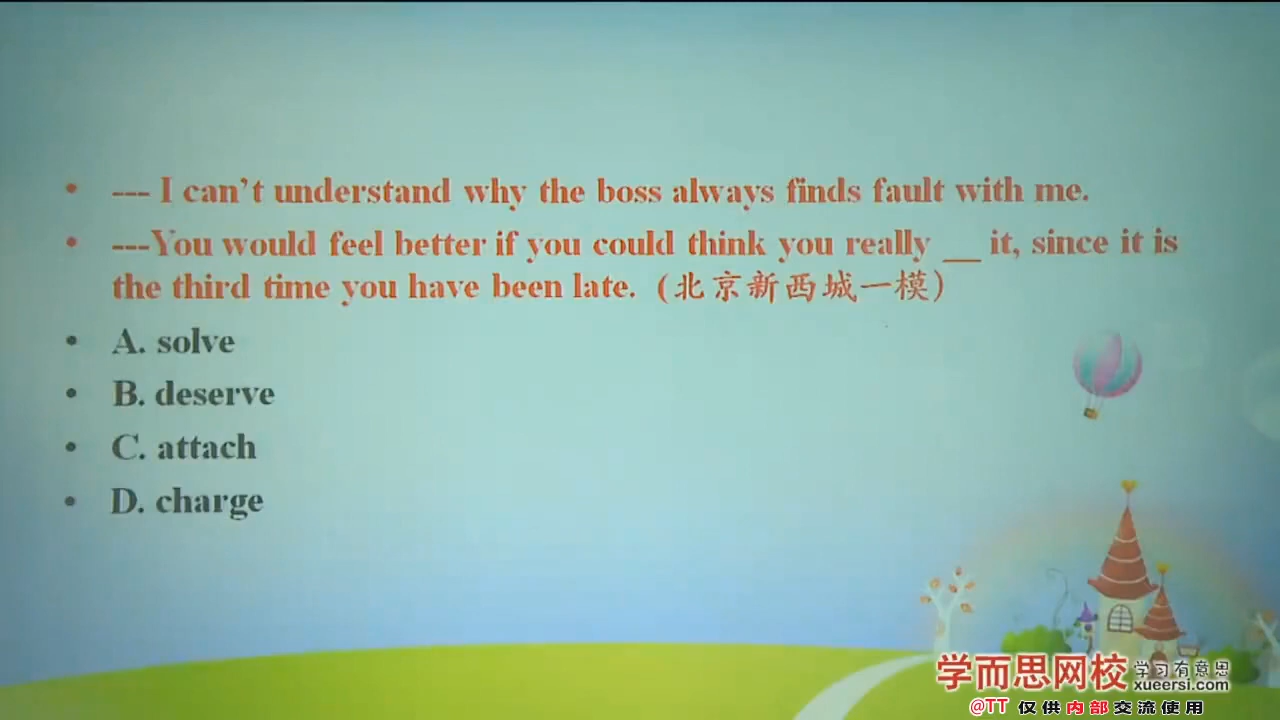 • --- I can't understand why the boss always finds fault with me.
• ---You would feel better if you could think you really __ it, since it is
the third time you have been late. (北京新西城一模)
• A. solve
• B. deserve
• C. attach
• D. charge
学而思网校 学习有意思
xueersi.com
@TT 仅供内部交流使用